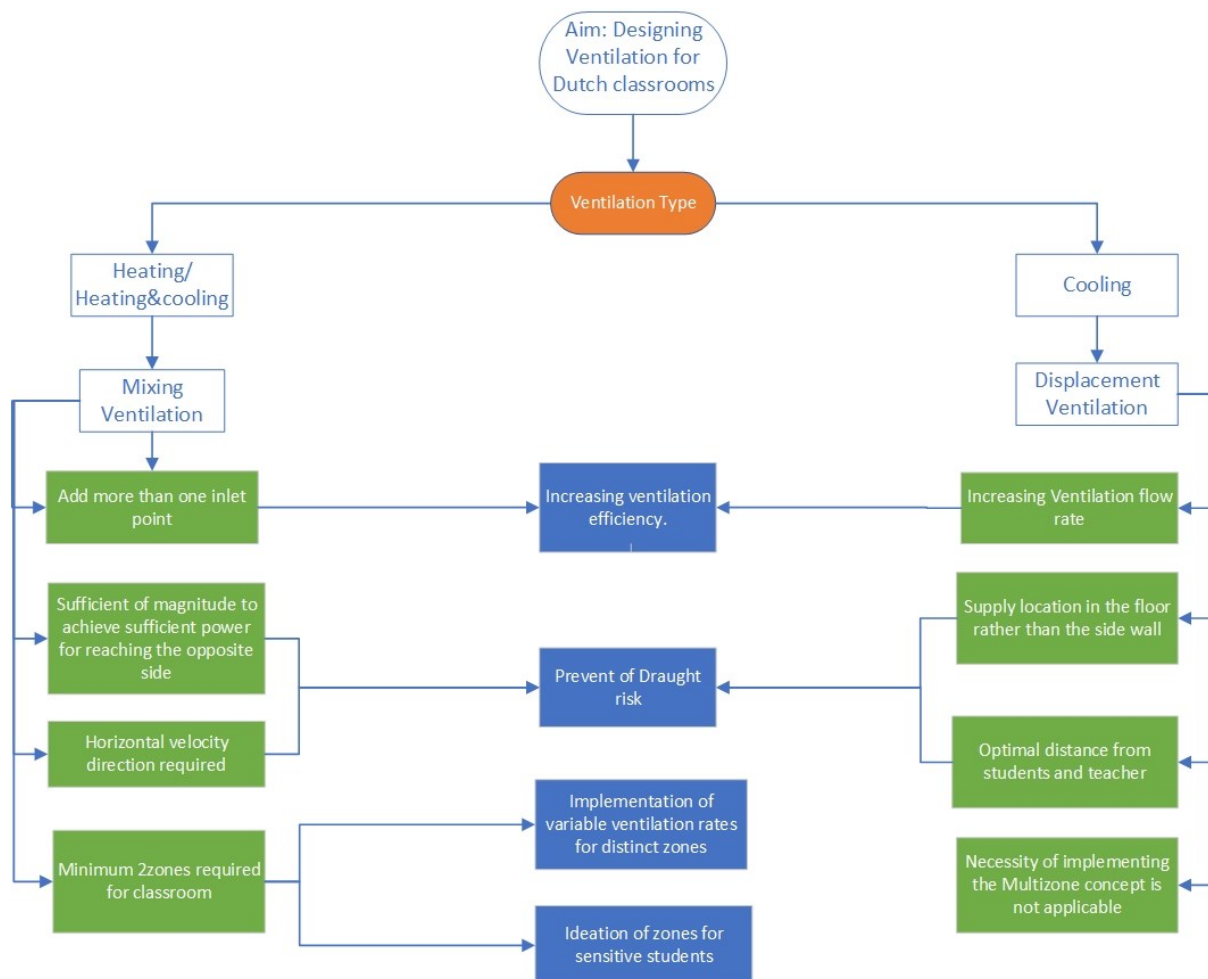 Aim: Designing
Ventilation for
Dutch classrooms
Ventilation Type
Heating/
Heating&cooling
Cooling
Mixing
Ventilation
Displacement
Ventilation
Add more than one inlet
point
Increasing ventilation
efficiency.
Increasing Ventilation flow
rate
Sufficient of magnitude to
achieve sufficient power
for reaching the opposite
side
Prevent of Draught
risk
Supply location in the floor
rather than the side wall
Horizontal velocity
direction required
Optimal distance from
students and teacher
Implementation of
variable ventilation rates
for distinct zones
Minimum 2zones required
for classroom
Necessity of implementing
the Multizone concept is
not applicable
Ideation of zones for
sensitive students